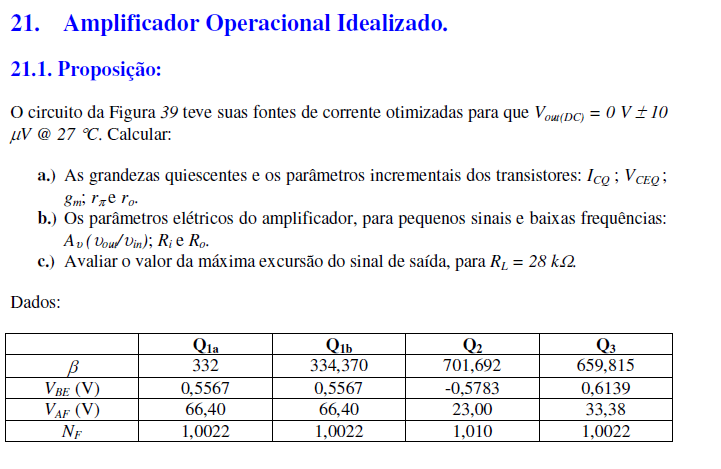 21. Amplificador Operacional Idealizado.
21.1. Proposição:
O circuito da Figura 39 teve suas fontes de corrente otimizadas para que Vout(DC) = 0 V ± 10
μV @ 27 ℃. Calcular:
a.) As grandezas quiescentes e os parâmetros incrementais dos transistores: ICQ ; VCEQ ;
gm; rπ e ro.
b.) Os parâmetros elétricos do amplificador, para pequenos sinais e baixas frequências:
Av ( vout/vin); Ri e Ro.
c.) Avaliar o valor da máxima excursão do sinal de saída, para RL = 28 kΩ.
Dados:
Q1a Q1b Q2 Q3
β 332 334,370 701,692 659,815
VBE (V) 0,5567 0,5567 -0,5783 0,6139
VAF (V) 66,40 66,40 23,00 33,38
NF 1,0022 1,0022 1,010 1,0022